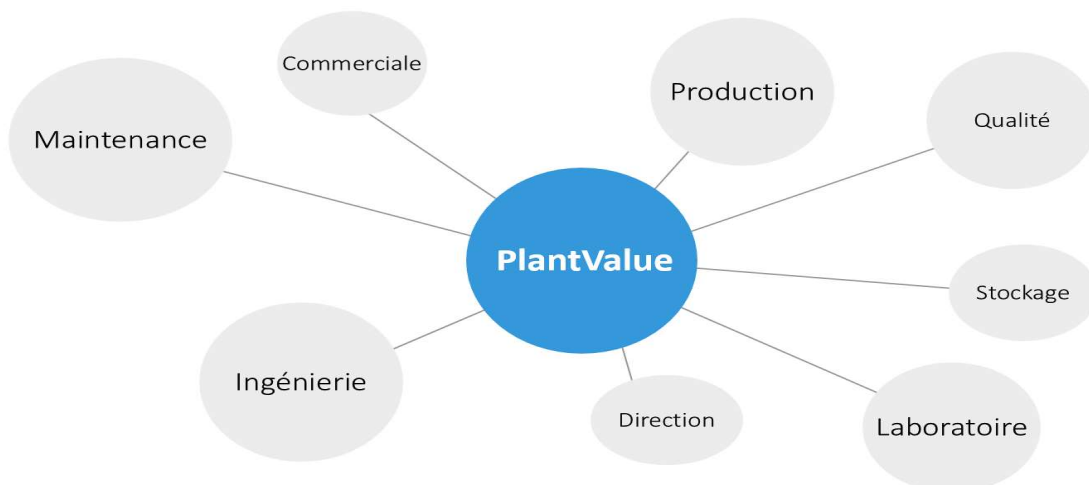 Commerciale
Production
Maintenance
Qualité
PlantValue
Stockage
Ingénierie
Direction
Laboratoire